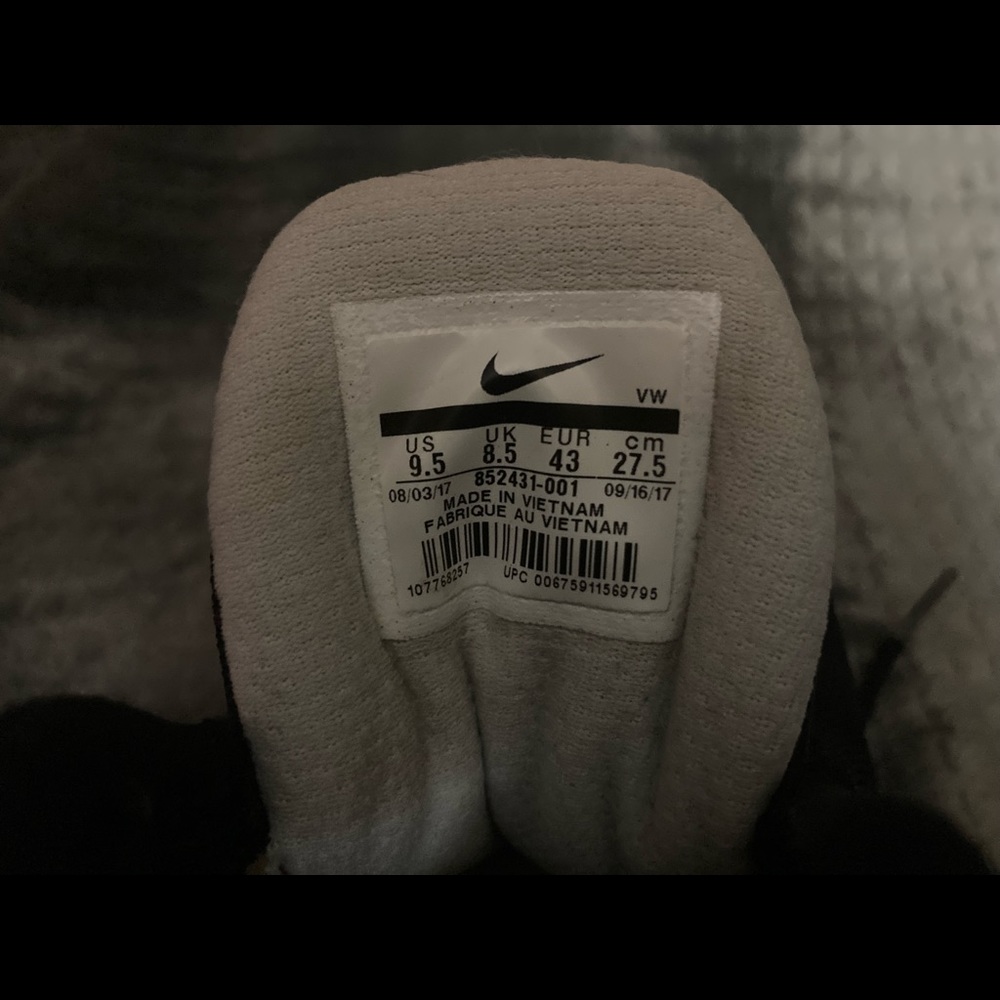 VW
US UK EUR cm
9.5 8.5 43 27.5
08/03/17 852431-001 09/16/17
MADE IN VIETNAM
FABRIQUE AU VIETNAM
107768257 UPC 00675911569795